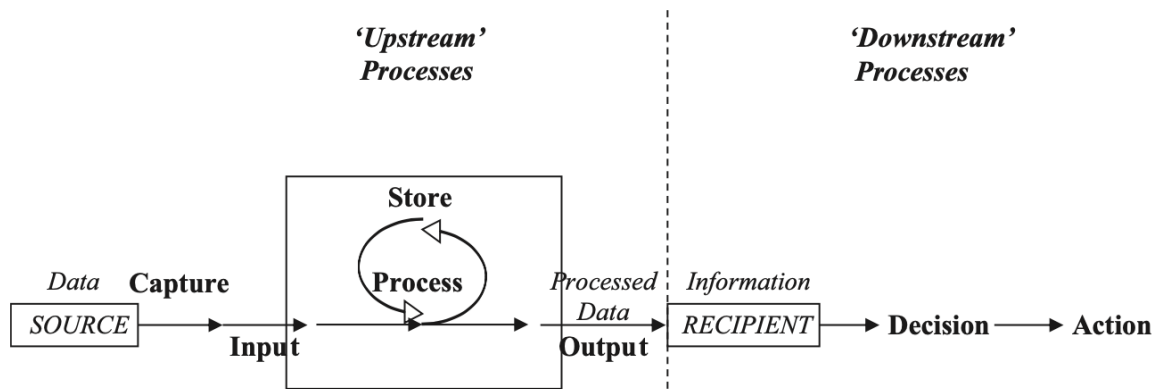 ‘Upstream’
Processes
‘Downstream’
Processes
Store
Process
Data
Capture
SOURCE
Input
Processed
Data
Output
Information
RECIPIENT
Decision
Action